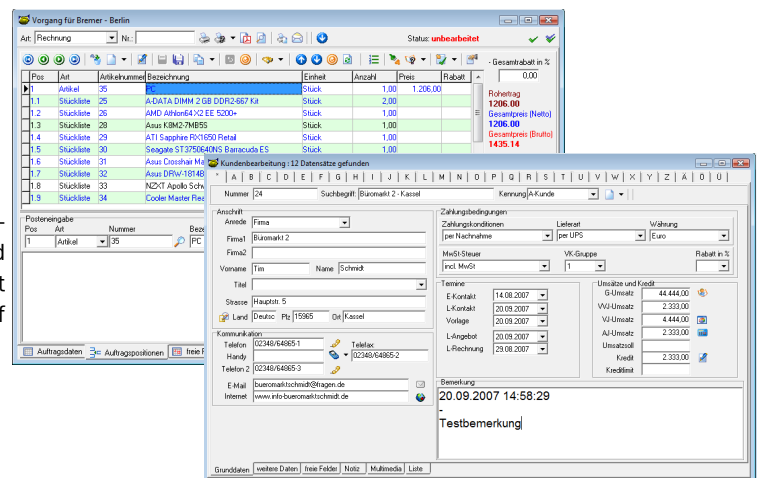 Vorgang für Bremer - Berlin
Art: Rechnung Nr.: Status: unbearbeitet
- Gesamtrabatt in %
0,00
Pos Art Artikelnummer Bezeichnung Einheit Anzahl Preis Rabatt
1 Artikel 35 PC Stück 1,00 1.206,00
1.1 Stückliste 25 A-DATA DIMM 2 GB DDR2-667 Kit Stück 2,00
1.2 Stückliste 26 AMD Athlon64 X2 EE 5200+ Stück 1,00
1.3 Stückliste 28 Asus K8M2-7MB5S Stück 1,00
1.4 Stückliste 29 ATI Sapphire RX1650 Retail Stück 1,00
1.5 Stückliste 30 Seagate ST3750640NS Barracuda ES Stück 1,00
1.6 Stückliste 31 Asus Crosshair Ma
1.7 Stückliste 32 Asus DRW-1814B
1.8 Stückliste 33 NZXT Apollo Schw
1.9 Stückliste 34 Cooler Master Rea
Rohertrag
1206.00
Gesamtpreis (Netto)
1206.00
Gesamtpreis (Brutto)
1435.14
Posteneingabe
Pos Art Nummer Beze
1 Artikel 35 PC
Auftragsdaten Auftragspositionen freie F
-
d
t
f
Kundenbearbeitung : 12 Datensätze gefunden
* A B C D E F G H I J K L M N O P Q R S T U V W X Y Z Ä Ö Ü
Nummer 24 Suchbegriff: Büromarkt 2 - Kassel Kennung A-Kunde
Anschrift
Anrede Firma
Firma1 Büromarkt 2
Firma2
Vorname Tim Name Schmidt
Titel
Strasse Hauptstr. 5
Land Deutsc Plz 15965 Ort Kassel
Kommunikation
Telefon 02348/64865-1 Telefax
Handy 02348/64865-2
Telefon 2 02348/64865-3
E-Mail bueromarktschmidt@fragen.de
Internet www.info-bueromarktschmidt.de
Zahlungsbedingungen
Zahlungskonditionen Lieferart Währung
per Nachnahme per UPS Euro
MwSt-Steuer VK-Gruppe Rabatt in %
incl. MwSt 1
Termine
E-Kontakt 14.08.2007
L-Kontakt 20.09.2007
Vorlage 20.09.2007
L-Angebot 20.09.2007
L-Rechnung 29.08.2007
Umsätze und Kredit
G-Umsatz 44.444,00
VVJ-Umsatz 2.333,00
VJ-Umsatz 4.444,00
AJ-Umsatz 2.333,00
Umsatzsoll
Kredit 2.333,00
Kreditlimit
Bemerkung
20.09.2007 14:58:29
-
Testbemerkung
Grunddaten weitere Daten freie Felder Notiz Multimedia Liste